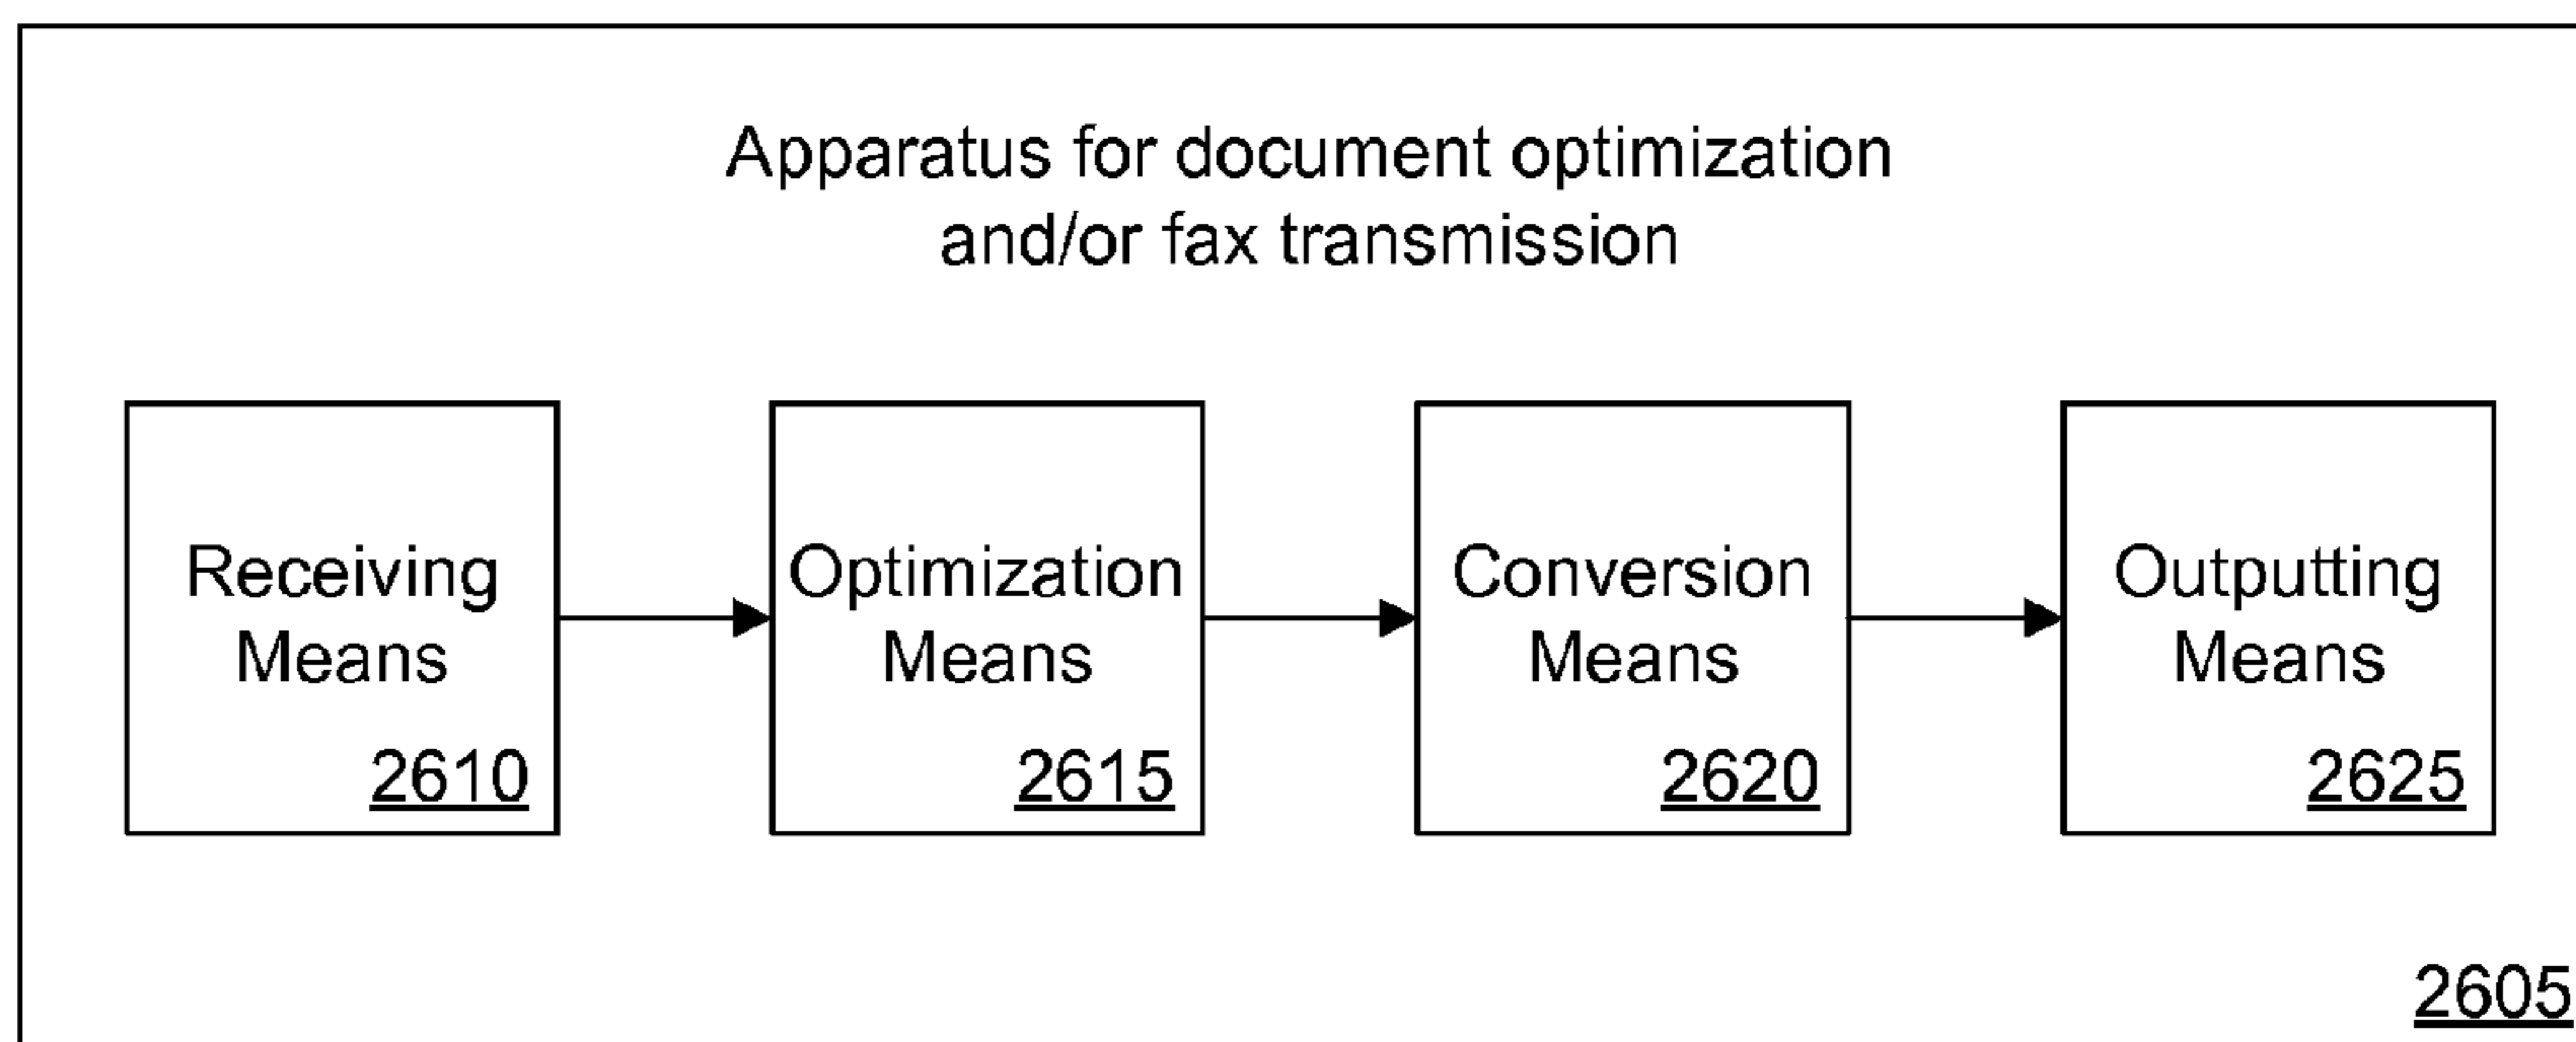 Apparatus for document optimization
and/or fax transmission
Receiving
Means
2610
Optimization
Means
2615
Conversion
Means
2620
Outputting
Means
2625
2605